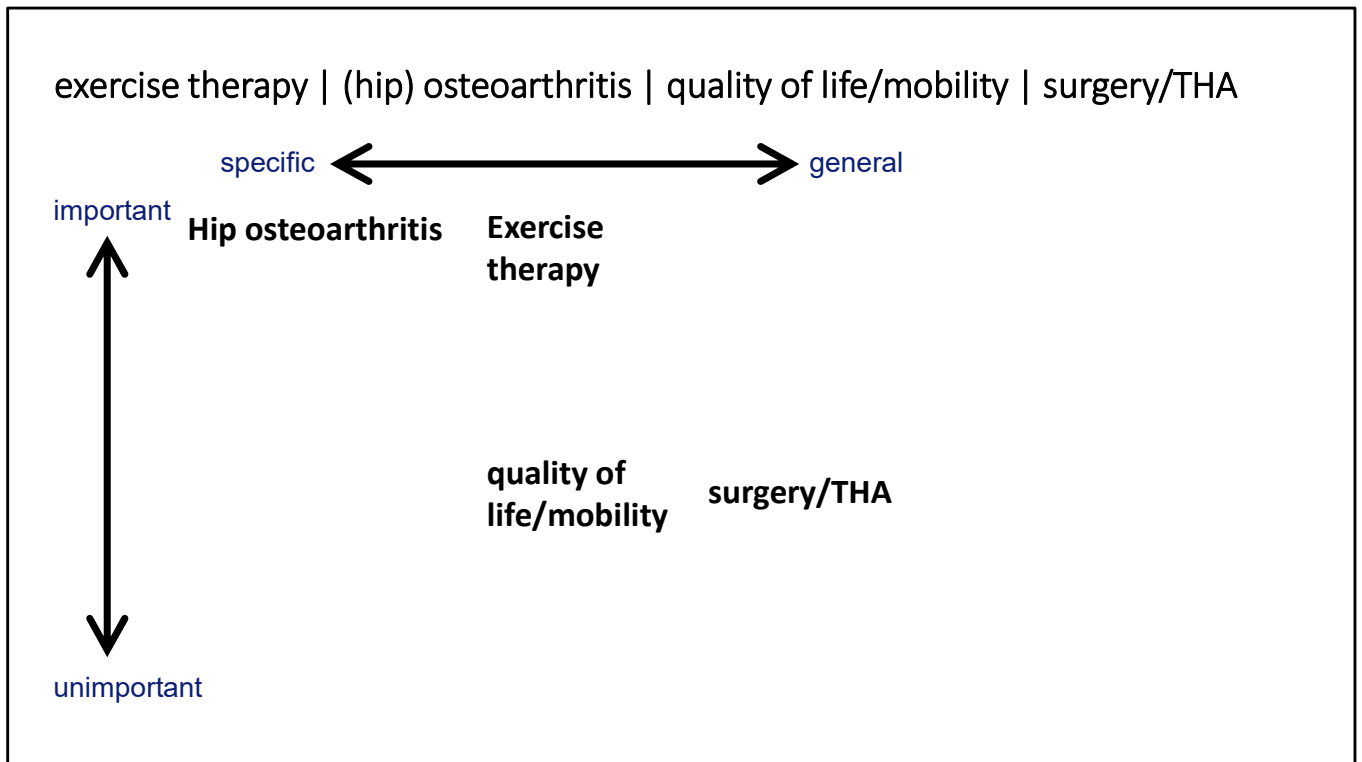 exercise therapy | (hip) osteoarthritis | quality of life/mobility | surgery/THA
specific general
important
Hip osteoarthritis Exercise
therapy
quality of
life/mobility surgery/THA
unimportant